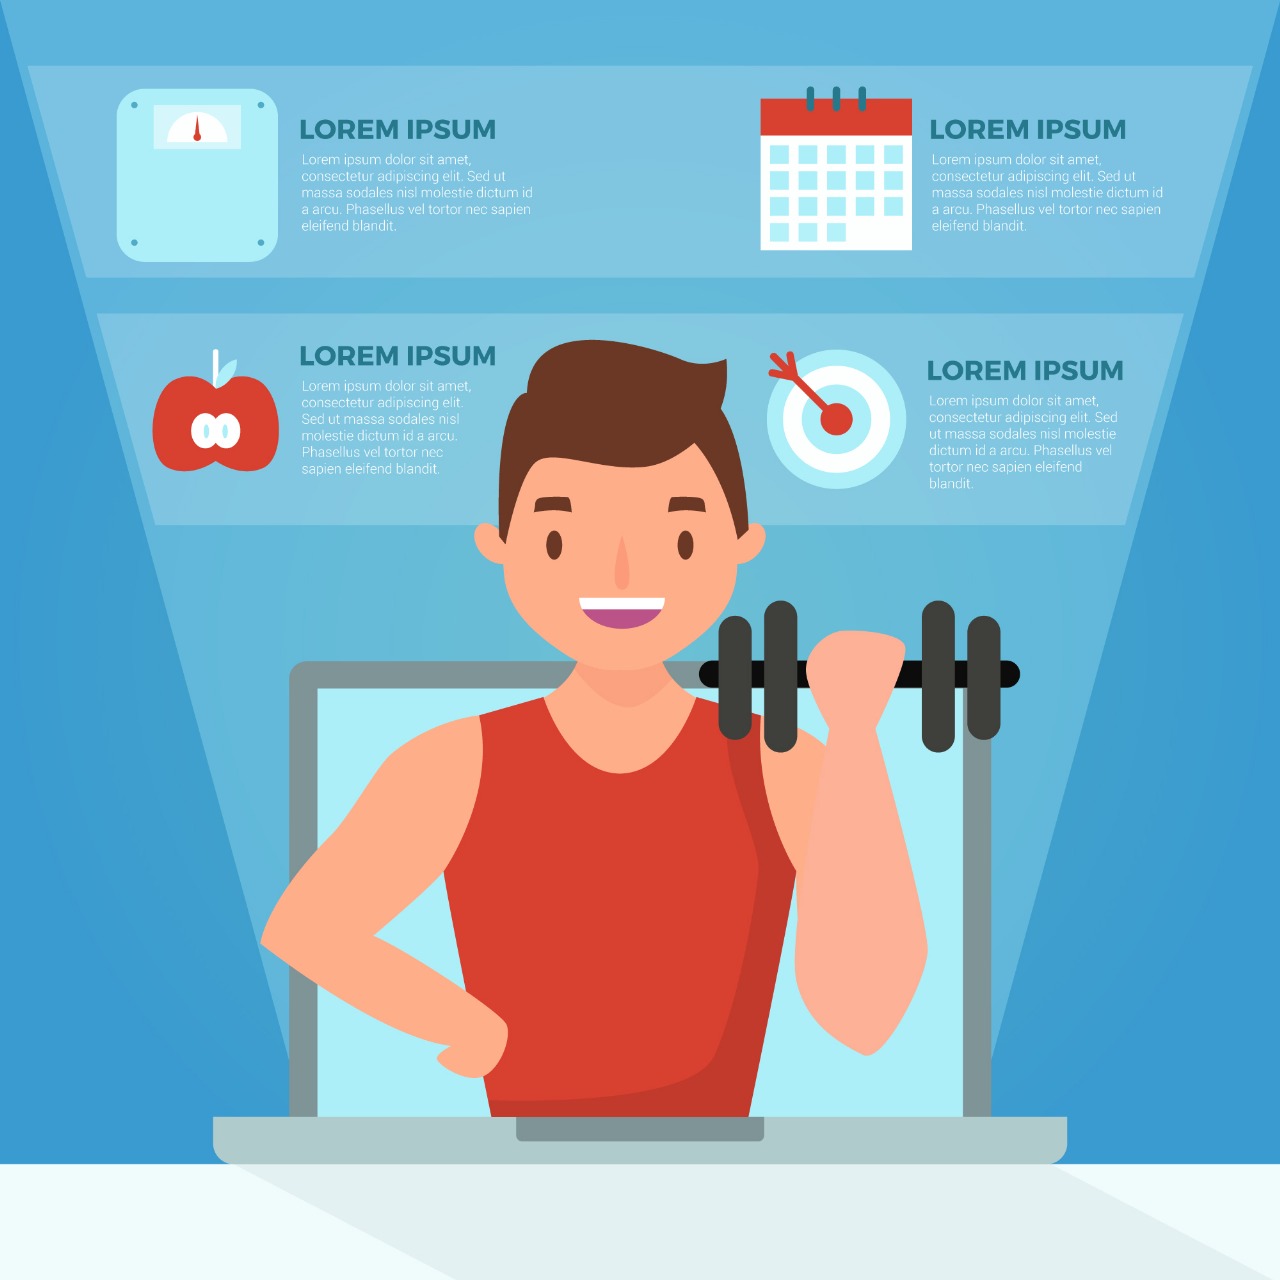 LOREM IPSUM
Lorem ipsum dolor sit amet,
consectetur adipiscing elit. Sed ut
massa sodales nisl molestie dictum id
a arcu. Phasellus vel tortor nec sapien
eleifend blandit.
LOREM IPSUM
Lorem ipsum dolor sit amet,
consectetur adipiscing elit. Sed ut
massa sodales nisl molestie dictum id
a arcu. Phasellus vel tortor nec sapien
eleifend blandit.
LOREM IPSUM
Lorem ipsum dolor sit amet,
consectetur adipiscing elit.
Sed ut massa sodales nisl
molestie dictum id a arcu.
Phasellus vel tortor nec
sapien eleifend blandit.
LOREM IPSUM
Lorem ipsum dolor sit amet,
consectetur adipiscing elit. Sed
ut massa sodales nisl molestie
dictum id a arcu. Phasellus vel
tortor nec sapien eleifend
blandit.